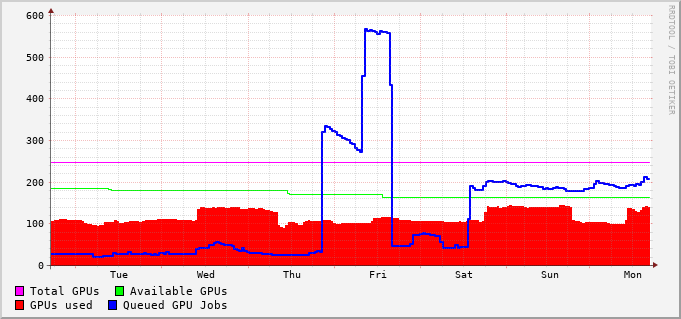 RRDTOOL / TOBI OETIKER
600
500
400
300
200
100
0
Tue Wed Thu Fri Sat Sun Mon
Total GPUs Available GPUs
GPUs used Queued GPU Jobs